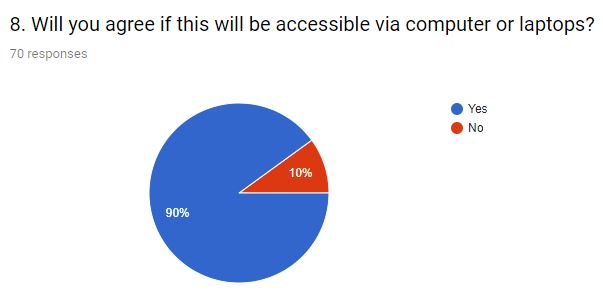 8. Will you agree if this will be accessible via computer or laptops?
70 responses
Yes
No
10%
90%